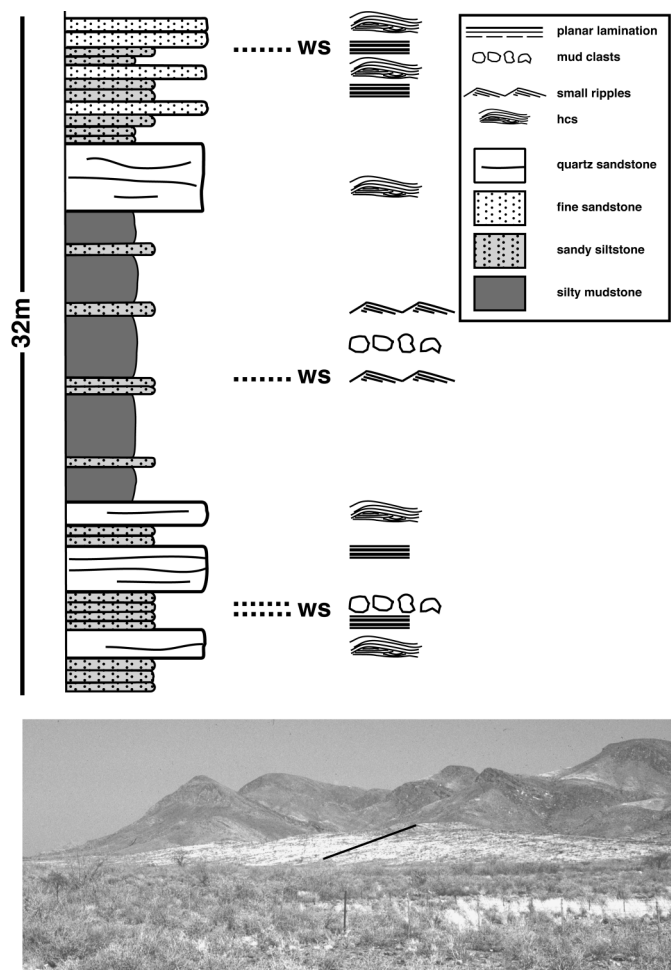 32m
WS
WS
WS
planar lamination
mud clasts
small ripples
hcs
quartz sandstone
fine sandstone
sandy siltstone
silty mudstone